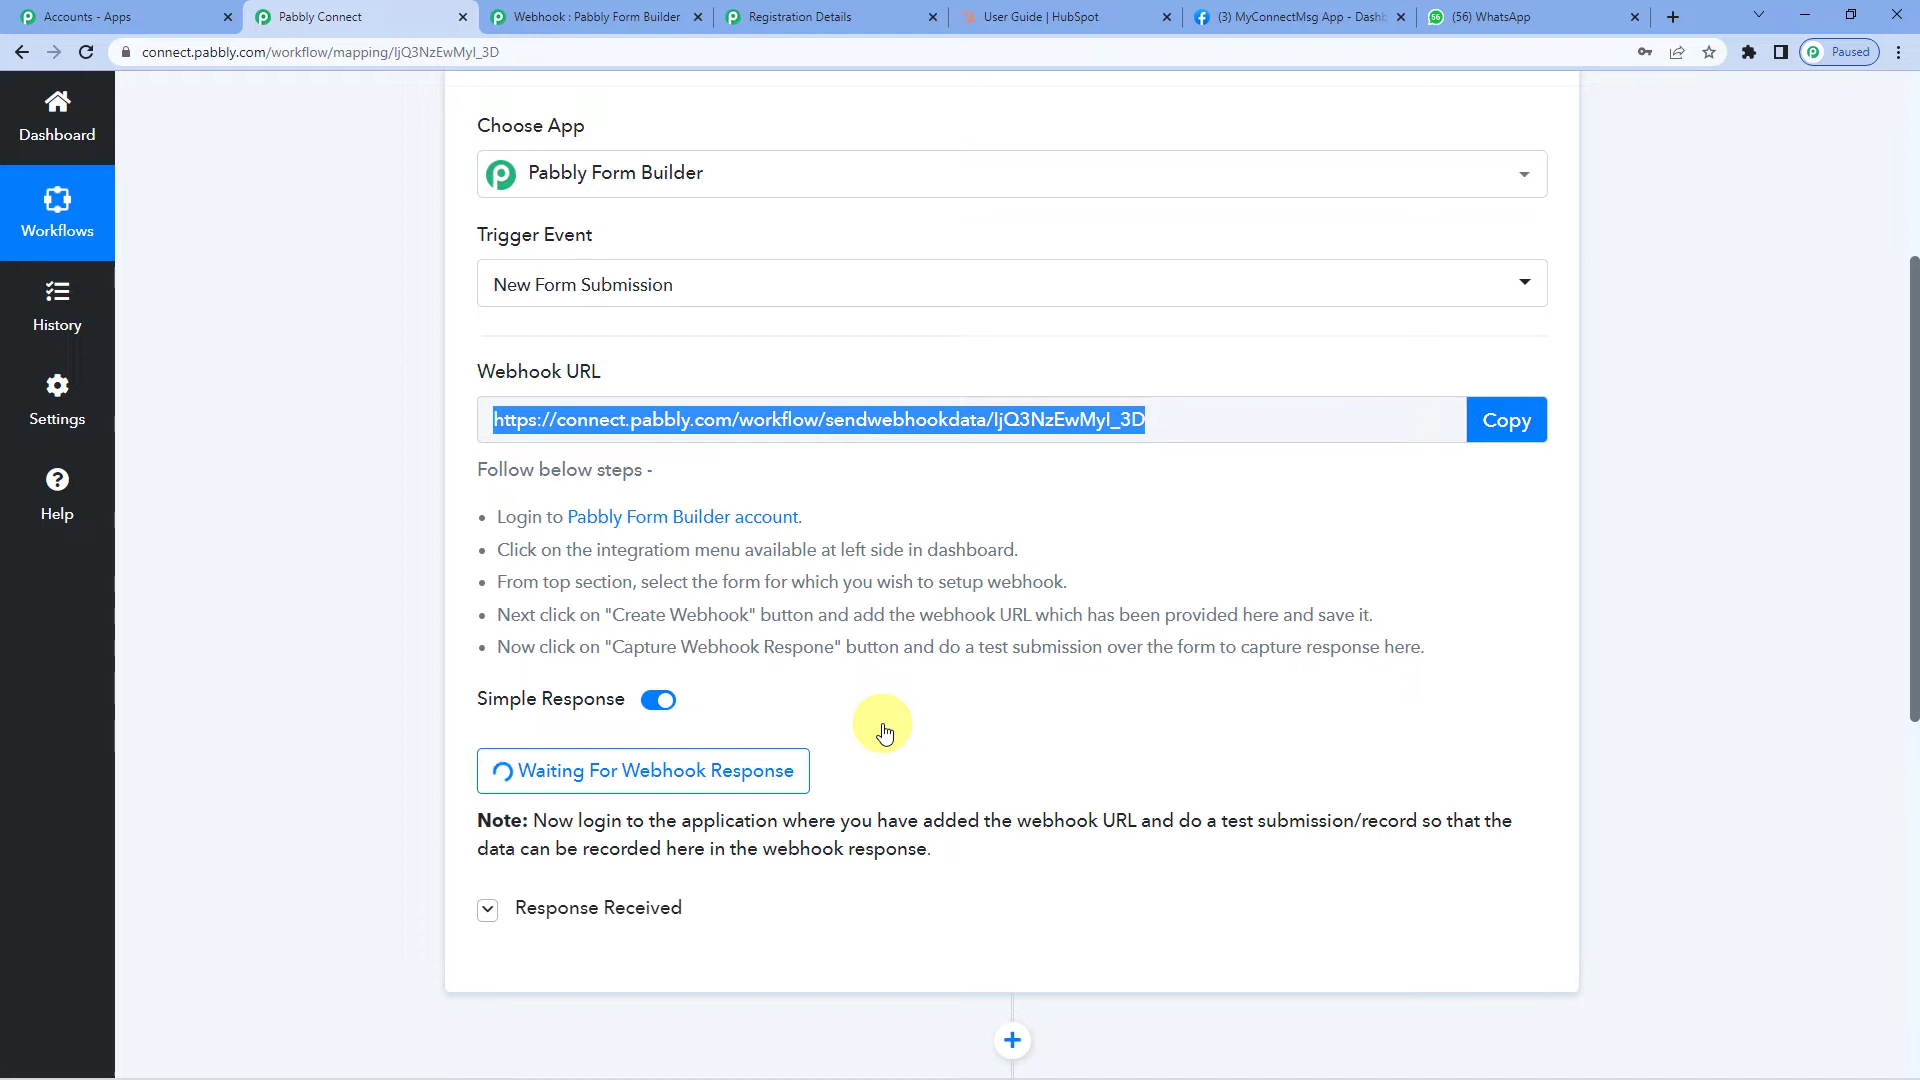 Accounts - Apps
Pabbly Connect
Webhook : Pabbly Form Builder
Registration Details
User Guide | HubSpot
(3) MyConnectMsg App - Dashb
(56) WhatsApp
connect.pabbly.com/workflow/mapping/IjQ3NzEwMyI_3D
Paused
Dashboard
Workflows
History
Settings
Help
Choose App
Pabbly Form Builder
Trigger Event
New Form Submission
Webhook URL
https://connect.pabbly.com/workflow/sendwebhookdata/IjQ3NzEwMyI_3D
Copy
Follow below steps -
Login to Pabbly Form Builder account.
Click on the integratiom menu available at left side in dashboard.
From top section, select the form for which you wish to setup webhook.
Next click on "Create Webhook" button and add the webhook URL which has been provided here and save it.
Now click on "Capture Webhook Respone" button and do a test submission over the form to capture response here.
Simple Response
Waiting For Webhook Response
Note: Now login to the application where you have added the webhook URL and do a test submission/record so that the
data can be recorded here in the webhook response.
Response Received